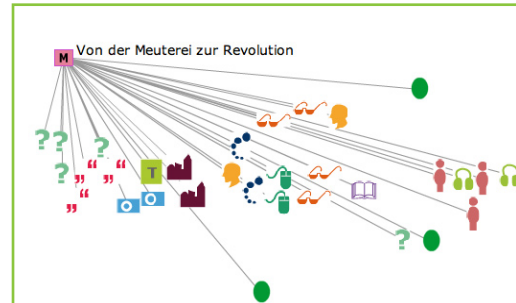 M Von der Meuterei zur Revolution
? ? ?
„ “ „ “
T
?
„ “
?